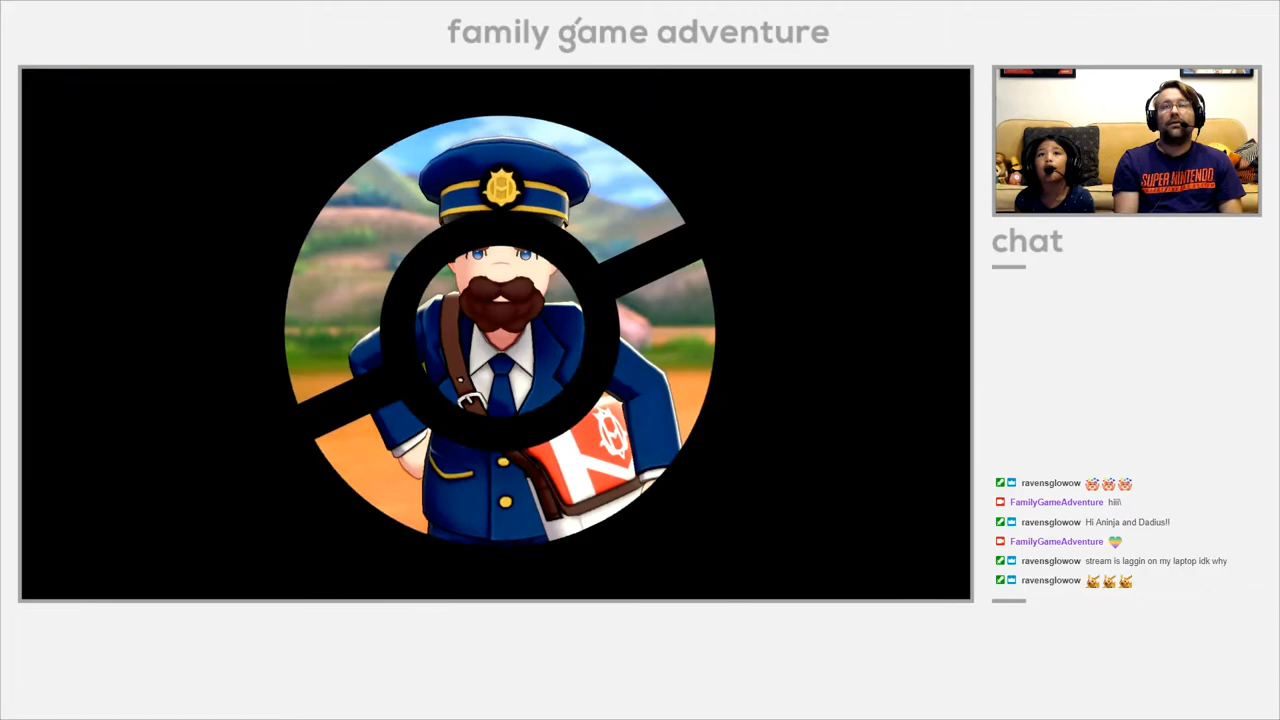 family game adventure
SUPER NINTENDO
chat
ravensglowow
FamilyGameAdventure hiii\
ravensglowow Hi Aninja and Dadius!!
FamilyGameAdventure
ravensglowow stream is laggin on my laptop idk why
ravensglowow